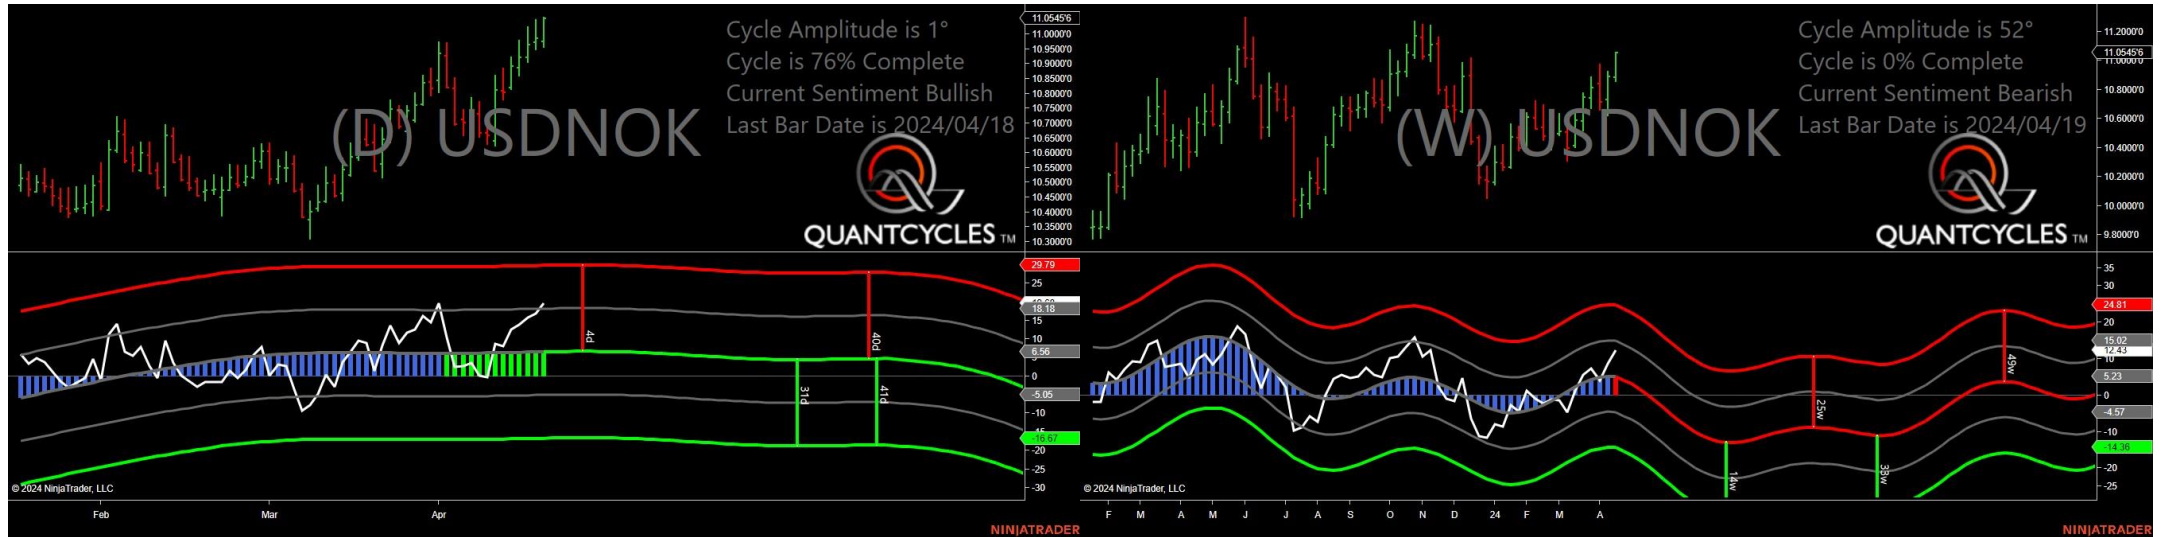 (D) USDNOK
Cycle Amplitude is 1°
Cycle is 76% Complete
Current Sentiment Bullish
Last Bar Date is 2024/04/18
QUANTCYCLES TM
11.0545'6
11.0000'0
10.9500'0
10.9000'0
10.8500'0
10.8000'0
10.7500'0
10.7000'0
10.6500'0
10.6000'0
10.5500'0
10.5000'0
10.4500'0
10.4000'0
10.3500'0
10.3000'0
29.79
25
18.18
15
10
6.56
0
-5.05
-10
-15
-16.67
-20
-25
-30
4d
40d
31d
41d
© 2024 NinjaTrader, LLC
Feb
Mar
Apr
NINJATRADER
(W) USDNOK
Cycle Amplitude is 52°
Cycle is 0% Complete
Current Sentiment Bearish
Last Bar Date is 2024/04/19
QUANTCYCLES TM
11.2000'0
11.0545'6
11.0000'0
10.8000'0
10.6000'0
10.4000'0
10.2000'0
10.0000'0
9.8000'0
35
30
24.81
20
15.02
12.43
10
5.23
0
-4.57
-10
-14.36
-20
-25
14w
25w
38w
49w
© 2024 NinjaTrader, LLC
F M A M J J A S O N D 24 F M A
NINJATRADER